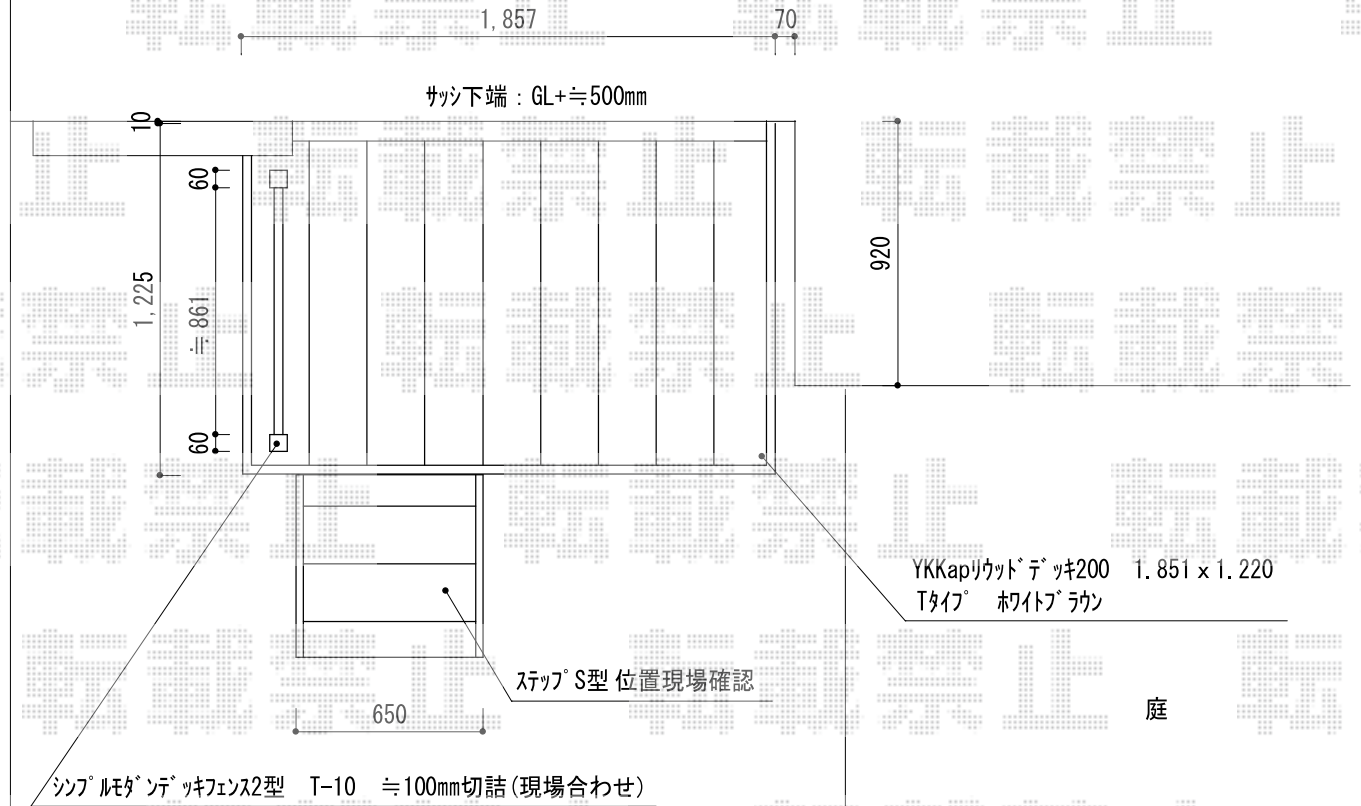 1,857
70
サッシ下端 : GL+≒500mm
10
60
1,225
≒861
60
920
YKKapリウッドデッキ200 1.851 x 1.220
Tタイプ ホワイトブラウン
ステップS型 位置現場確認
650
庭
シンプルモダンデッキフェンス2型 T-10 ≒100mm切詰(現場合わせ)
転載禁止